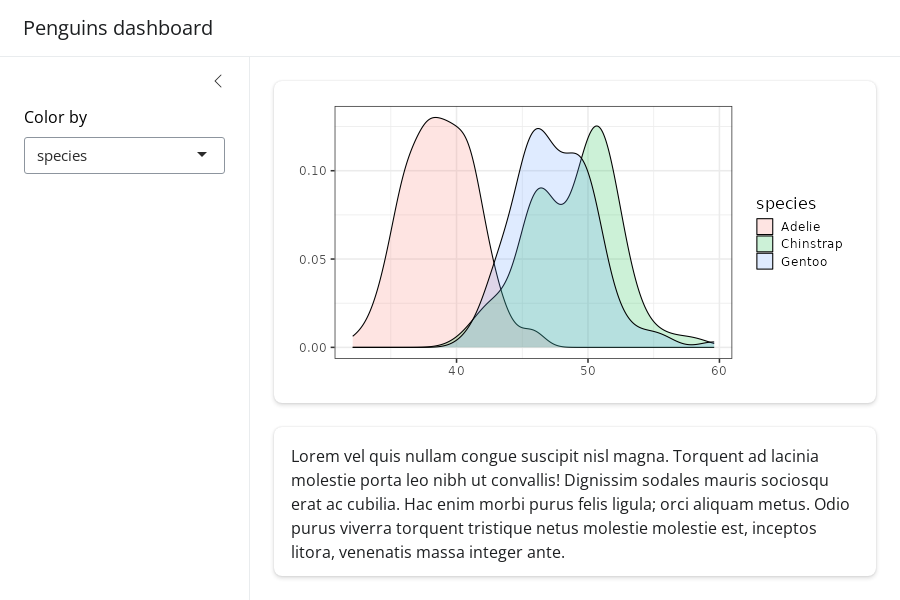 Penguins dashboard
Color by
species
0.10
0.05
0.00
40 50 60
species
Adelie
Chinstrap
Gentoo
Lorem vel quis nullam congue suscipit nisl magna. Torquent ad lacinia
molestie porta leo nibh ut convallis! Dignissim sodales mauris sociosqu
erat ac cubilia. Hac enim morbi purus felis ligula; orci aliquam metus. Odio
purus viverra torquent tristique netus molestie molestie est, inceptos
litora, venenatis massa integer ante.